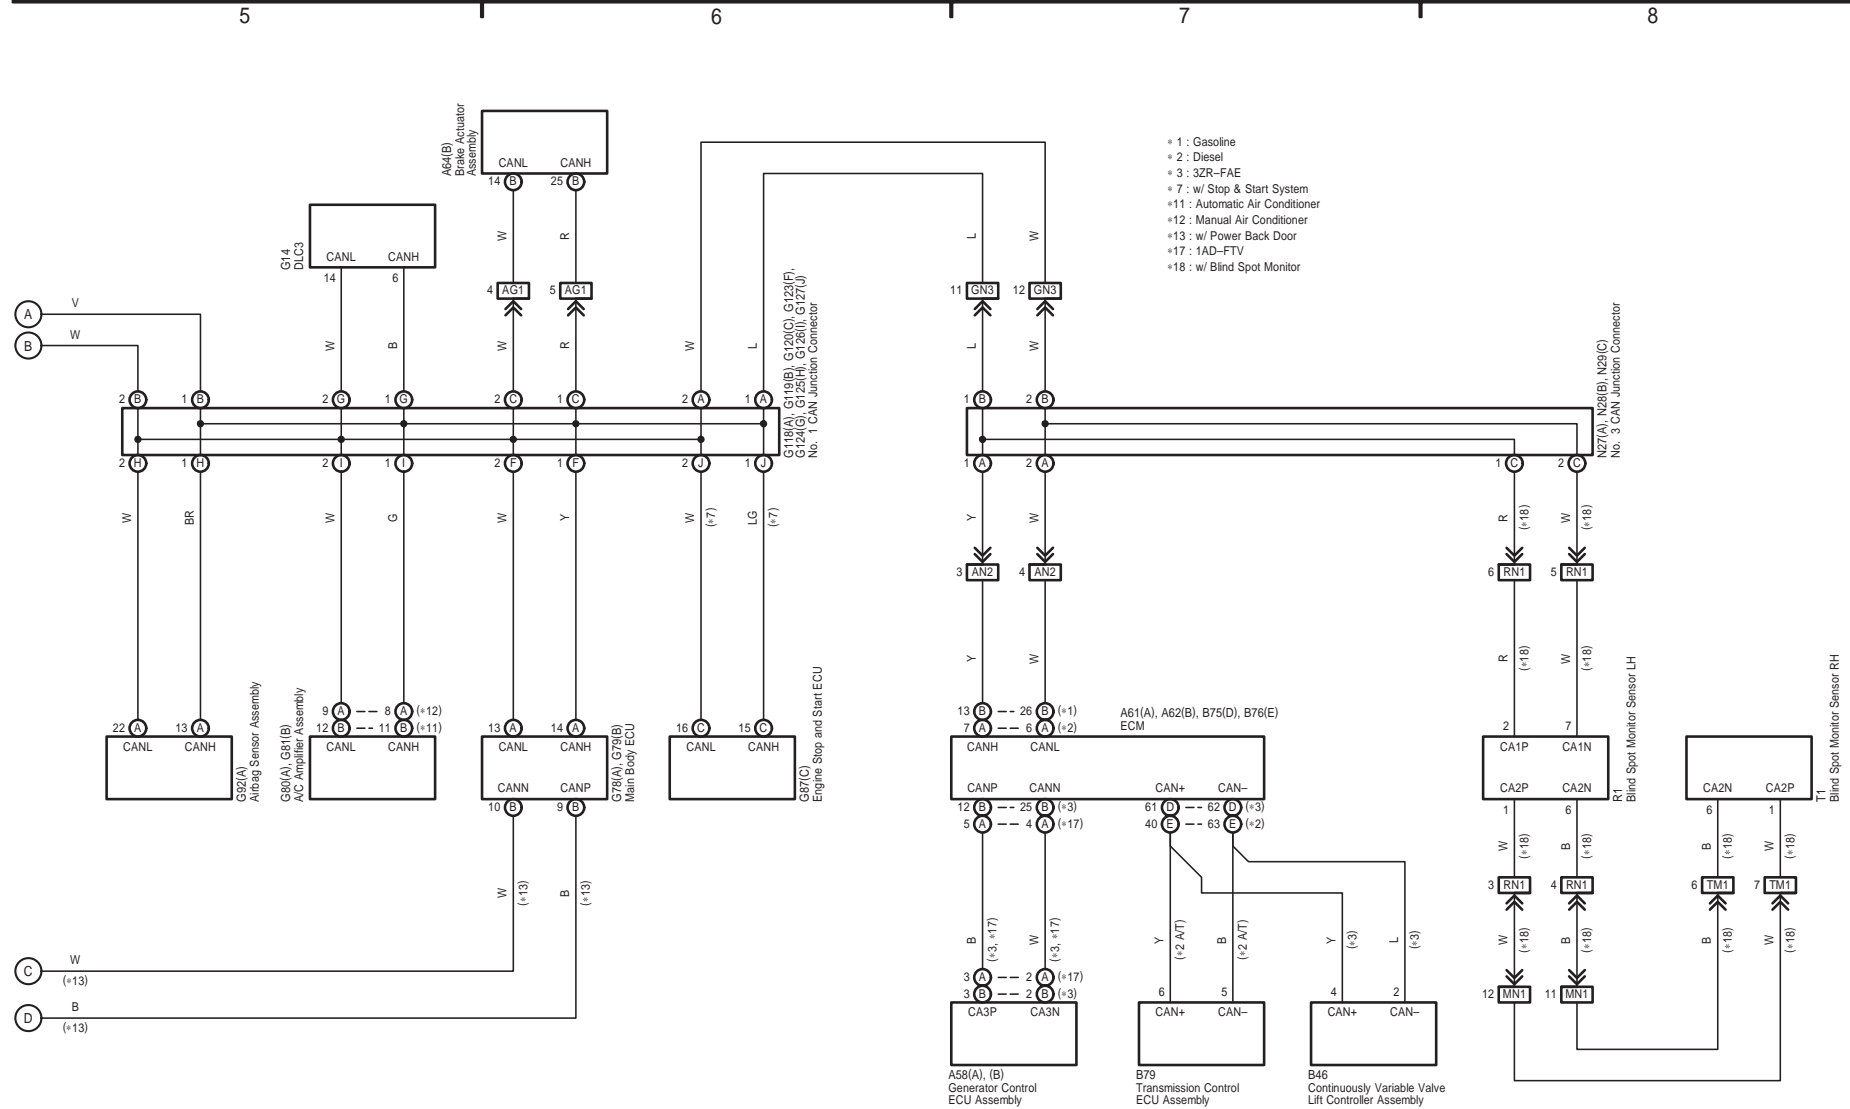 5
6
7
8
A64(B)
Brake Actuator
Assembly
CANL CANH
14 B 25 B
W R
4 AG1 5 AG1
W R
G14
DLC3
CANL CANH
14 6
W B
A V
B W
W L
L W
11 GN3 12 GN3
L W
∗ 1 : Gasoline
∗ 2 : Diesel
∗ 3 : 3ZR–FAE
∗ 7 : w/ Stop & Start System
∗11 : Automatic Air Conditioner
∗12 : Manual Air Conditioner
∗13 : w/ Power Back Door
∗17 : 1AD–FTV
∗18 : w/ Blind Spot Monitor
2 B 1 B 2 G 1 G 2 C 1 C 2 A 1 A
G118(A), G119(B), G120(C), G123(F),
G124(G), G125(H), G126(I), G127(J)
No. 1 CAN Junction Connector
2 H 1 H 2 I 1 I 2 F 1 F 2 J 1 J
1 B 2 B
N27(A), N28(B), N29(C)
No. 3 CAN Junction Connector
1 A 2 A 1 C 2 C
W BR W G W Y W (∗7) LG (∗7)
Y W R (∗18) W (∗18)
3 AN2 4 AN2 6 RN1 5 RN1
Y W R (∗18) W (∗18)
22 A 13 A
CANL CANH
G92(A)
Airbag Sensor Assembly
9 A 8 A (∗12)
12 B 11 B (∗11)
CANL CANH
G80(A), G81(B)
A/C Amplifier Assembly
13 A 14 A
CANL CANH
CANN CANP
10 B 9 B
G78(A), G79(B)
Main Body ECU
W (∗13) B (∗13)
16 C 15 C
CANL CANH
G87(C)
Engine Stop and Start ECU
13 B 26 B (∗1)
7 A 6 A (∗2)
A61(A), A62(B), B75(D), B76(E)
ECM
CANH CANL
CANP CANN CAN+ CAN–
12 B 25 B (∗3) 61 D 62 D (∗3)
5 A 4 A (∗17) 40 E 63 E (∗2)
B (∗3, ∗17) W (∗3, ∗17) Y (∗2 A/T) B (∗2 A/T) Y (∗3) L (∗3)
3 A 2 A (∗17)
3 B 2 B (∗3)
6 5 4 2
CA3P CA3N
CAN+ CAN–
CAN+ CAN–
A58(A), (B)
Generator Control
ECU Assembly
B79
Transmission Control
ECU Assembly
B46
Continuously Variable Valve
Lift Controller Assembly
2 7
CA1P CA1N
CA2P CA2N
1 6
R1
Blind Spot Monitor Sensor LH
CA2N CA2P
6 1
T1
Blind Spot Monitor Sensor RH
W (∗18) B (∗18) B (∗18) W (∗18)
3 RN1 4 RN1 6 TM1 7 TM1
W (∗18) B (∗18) B (∗18) W (∗18)
12 MN1 11 MN1
C W
(∗13)
D B
(∗13)